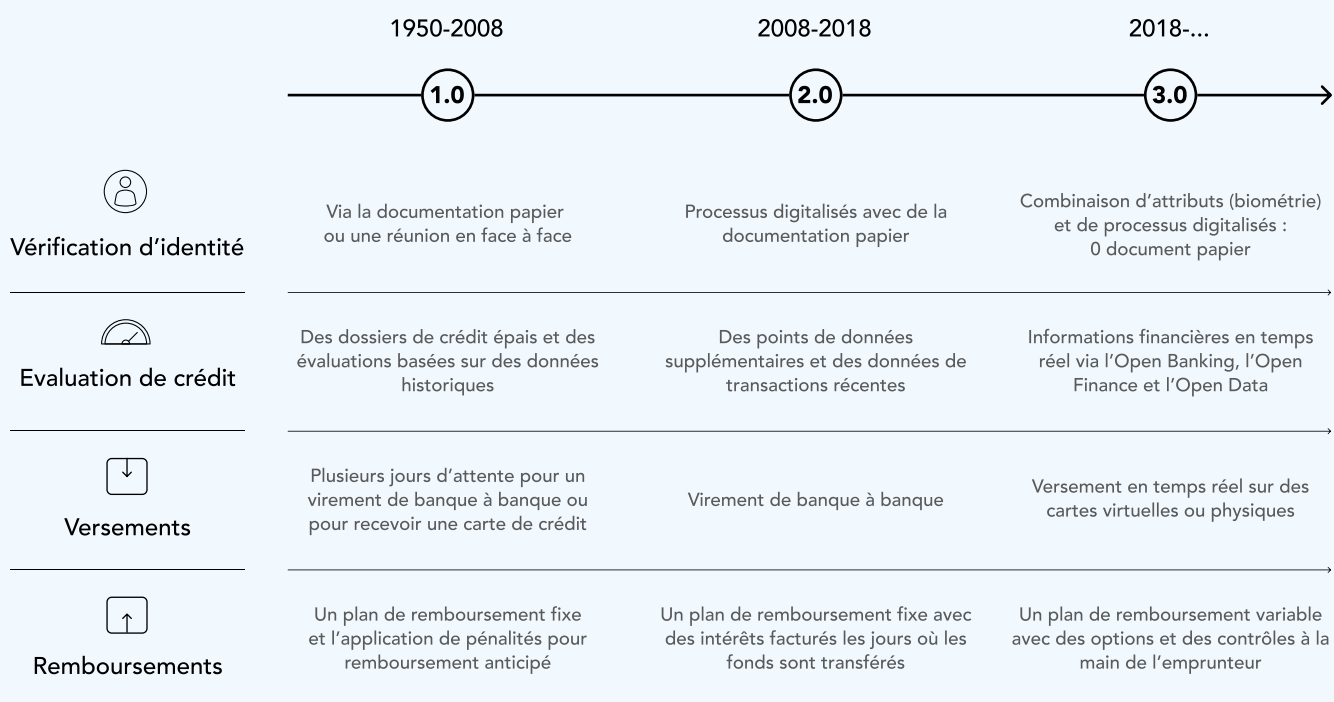 1950-2008
2008-2018
2018-...
1.0
2.0
3.0
Vérification d’identité
Via la documentation papier
ou une réunion en face à face
Processus digitalisés avec de la
documentation papier
Combinaison d’attributs (biométrie)
et de processus digitalisés :
0 document papier
Evaluation de crédit
Des dossiers de crédit épais et des
évaluations basées sur des données
historiques
Des points de données
supplémentaires et des données de
transactions récentes
Informations financières en temps
réel via l’Open Banking, l’Open
Finance et l’Open Data
Versements
Plusieurs jours d’attente pour un
virement de banque à banque ou
pour recevoir une carte de crédit
Virement de banque à banque
Versement en temps réel sur des
cartes virtuelles ou physiques
Remboursements
Un plan de remboursement fixe
et l’application de pénalités pour
remboursement anticipé
Un plan de remboursement fixe avec
des intérêts facturés les jours où les
fonds sont transférés
Un plan de remboursement variable
avec des options et des contrôles à la
main de l’emprunteur